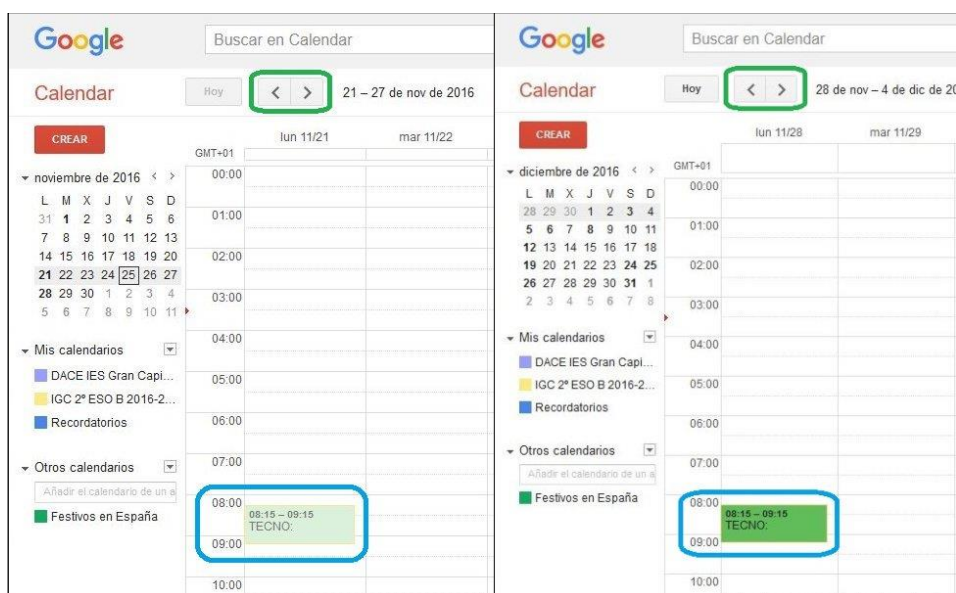 Google
Buscar en Calendar
Calendar
Hoy
< >
21 – 27 de nov de 2016
CREAR
lun 11/21
mar 11/22
GMT+01
noviembre de 2016 < >
L M X J V S D
31 1 2 3 4 5 6
7 8 9 10 11 12 13
14 15 16 17 18 19 20
21 22 23 24 25 26 27
28 29 30 1 2 3 4
5 6 7 8 9 10 11
Mis calendarios
DACE IES Gran Capi...
IGC 2º ESO B 2016-2...
Recordatorios
Otros calendarios
Añadir el calendario de un a
Festivos en España
00:00
01:00
02:00
03:00
04:00
05:00
06:00
07:00
08:00
08:15 – 09:15
TECNO:
09:00
10:00
Google
Buscar en Calendar
Calendar
Hoy
< >
28 de nov – 4 de dic de 20
CREAR
lun 11/28
mar 11/29
GMT+01
diciembre de 2016 < >
L M X J V S D
28 29 30 1 2 3 4
5 6 7 8 9 10 11
12 13 14 15 16 17 18
19 20 21 22 23 24 25
26 27 28 29 30 31 1
2 3 4 5 6 7 8
Mis calendarios
DACE IES Gran Capi...
IGC 2º ESO B 2016-2...
Recordatorios
Otros calendarios
Añadir el calendario de un a
Festivos en España
00:00
01:00
02:00
03:00
04:00
05:00
06:00
07:00
08:00
08:15 – 09:15
TECNO:
09:00
10:00